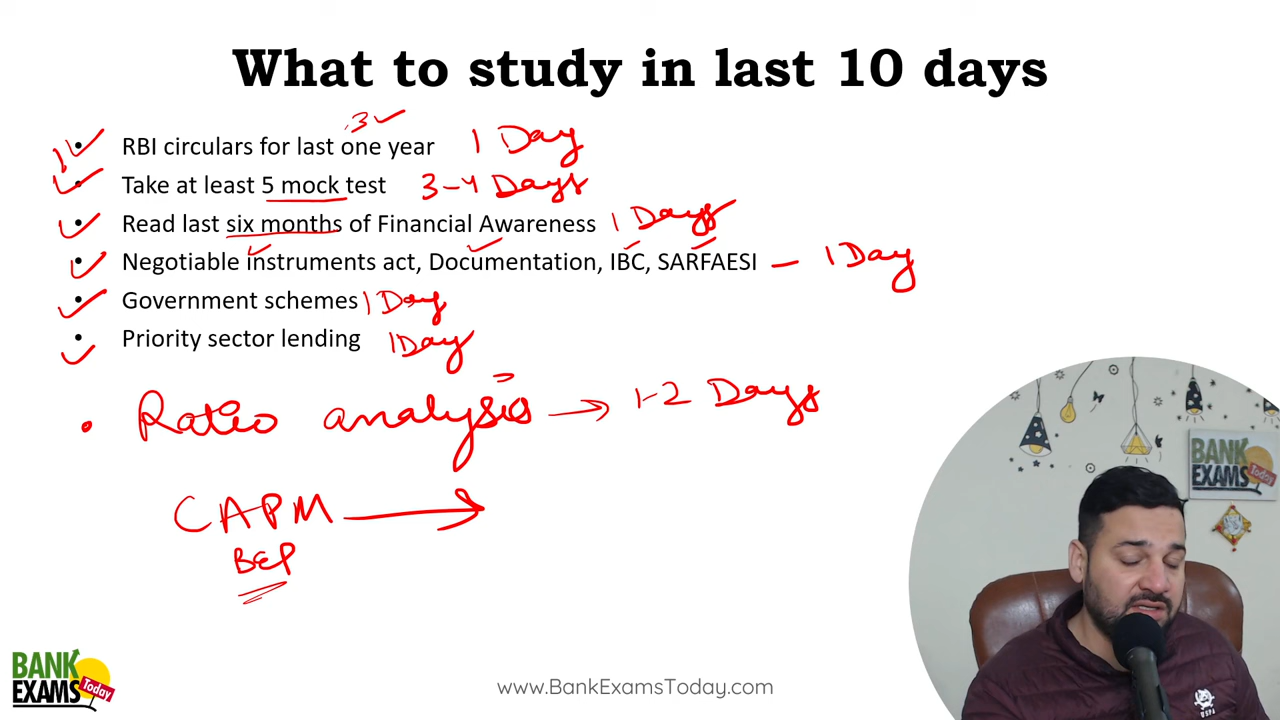 What to study in last 10 days
3
1 • RBI circulars for last one year 1 Day
• Take at least 5 mock test 3-4 Days
• Read last six months of Financial Awareness 1 Days
• Negotiable instruments act, Documentation, IBC, SARFAESI – 1 Day
• Government schemes 1 Day
• Priority sector lending 1 Day
• Ratio analysis → 1-2 Days
CAPM →
BEP
BANK
EXAMS
Today
BANK
EXAMS
Today
www.BankExamsToday.com